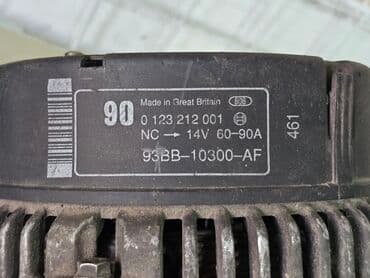 90
Made in Great Britain
0 123 212 001
NC → 14V 60-90A
93BB-10300-AF
461